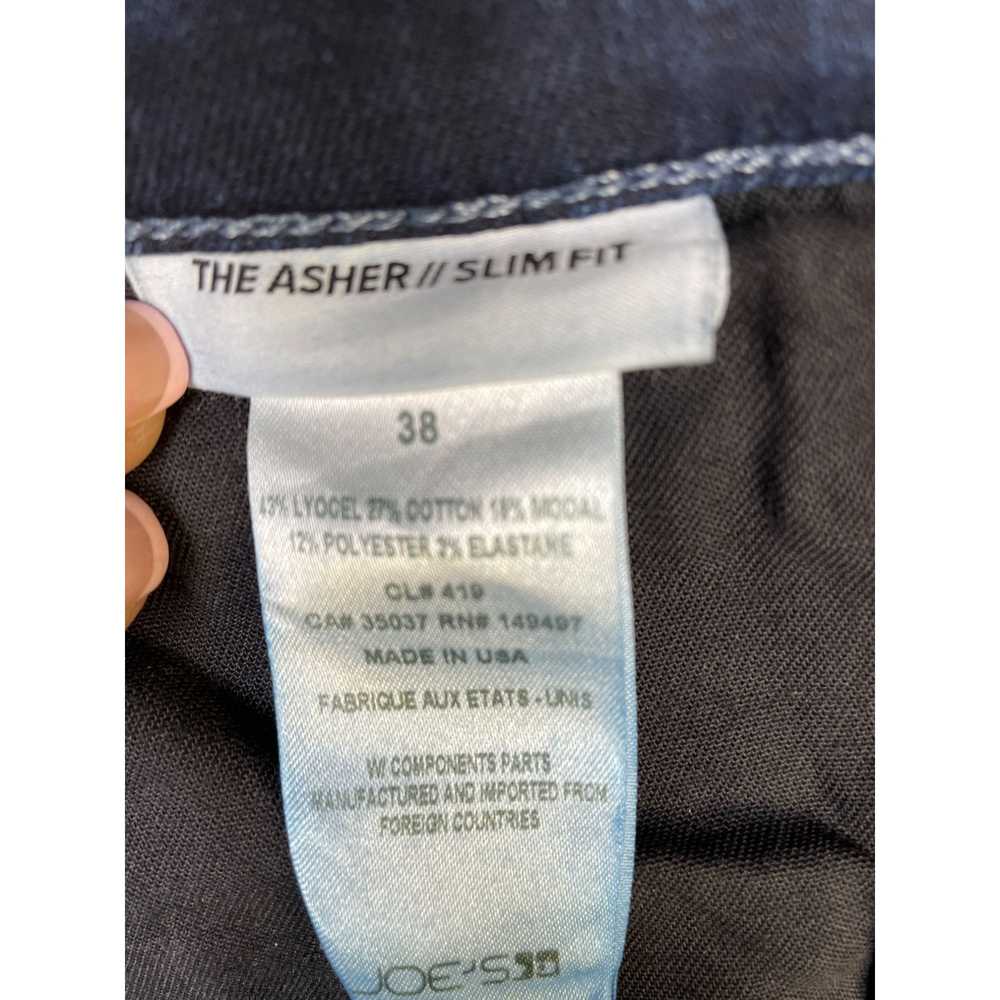 THE ASHER // SLIM FIT
38
43% LYOCEL 27% COTTON 16% MODAL
12% POLYESTER 2% ELASTANE
CL# 419
CA# 35037 RN# 149497
MADE IN USA
FABRIQUE AUX ETATS - UNIS
W/ COMPONENTS PARTS
MANUFACTURED AND IMPORTED FROM
FOREIGN COUNTRIES
JOE'S